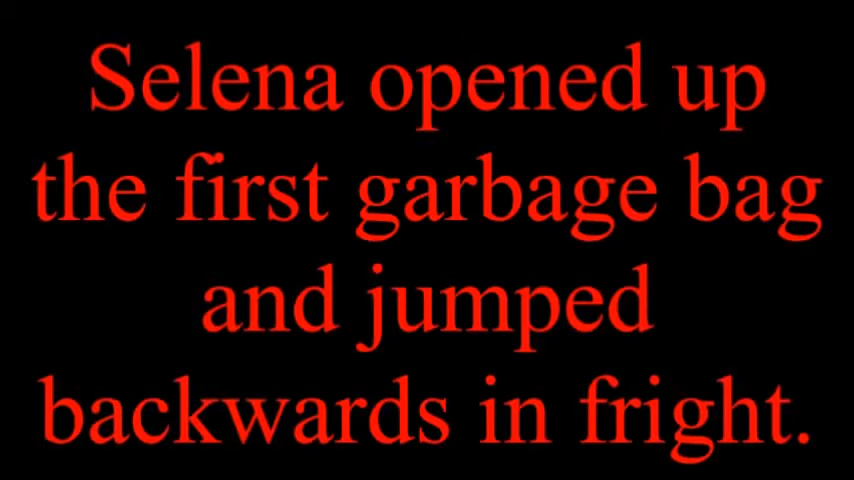 Selena opened up
the first garbage bag
and jumped
backwards in fright.